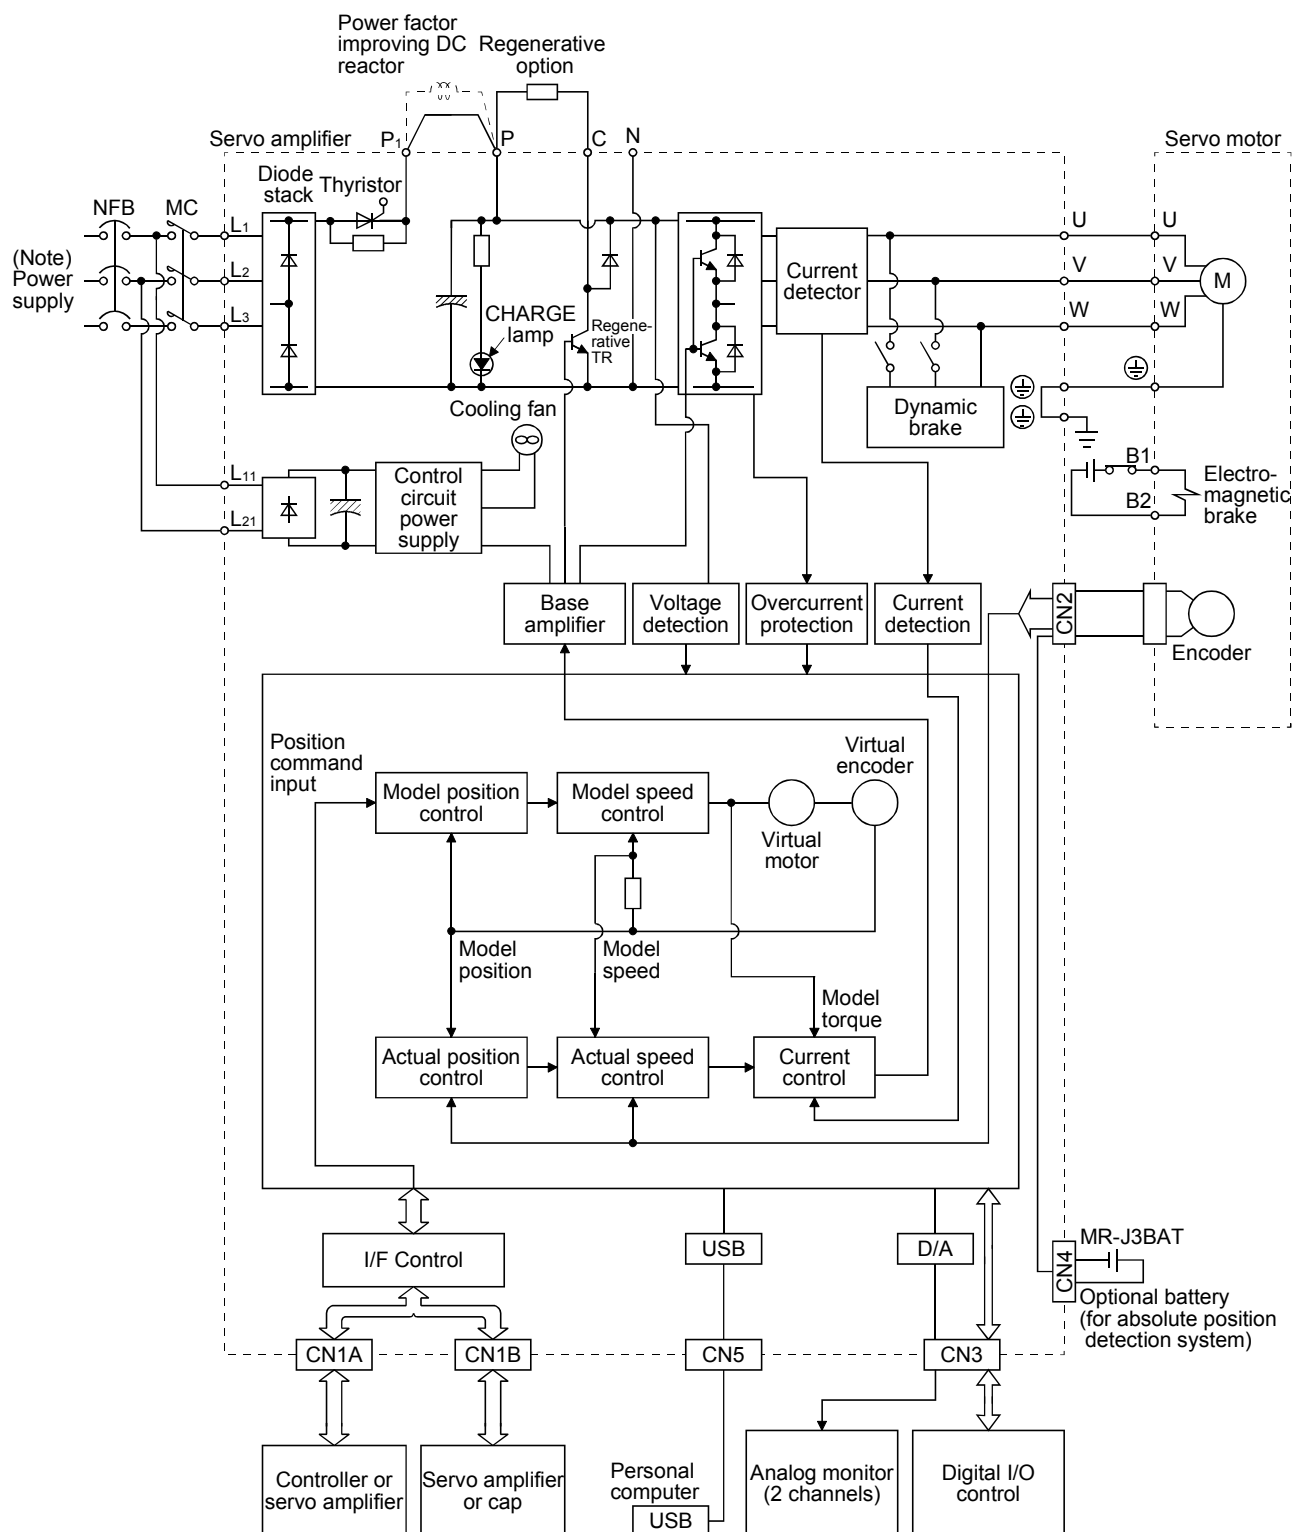 Power factor
improving DC
reactor
Regenerative
option
Servo amplifier
P1
P
C
N
Servo motor
Diode
stack
Thyristor
NFB
MC
L1
L2
L3
(Note)
Power
supply
CHARGE
lamp
Regene-
rative
TR
Current
detector
U
V
W
U
V
W
M
Dynamic
brake
Cooling fan
L11
L21
Control
circuit
power
supply
B1
B2
Electro-
magnetic
brake
Base
amplifier
Voltage
detection
Overcurrent
protection
Current
detection
CN2
Encoder
Position
command
input
Model position
control
Model speed
control
Virtual
encoder
Virtual
motor
Model
position
Model
speed
Model
torque
Actual position
control
Actual speed
control
Current
control
I/F Control
USB
D/A
CN4
MR-J3BAT
Optional battery
(for absolute position
detection system)
CN1A
CN1B
CN5
CN3
Controller or
servo amplifier
Servo amplifier
or cap
Personal
computer
USB
Analog monitor
(2 channels)
Digital I/O
control